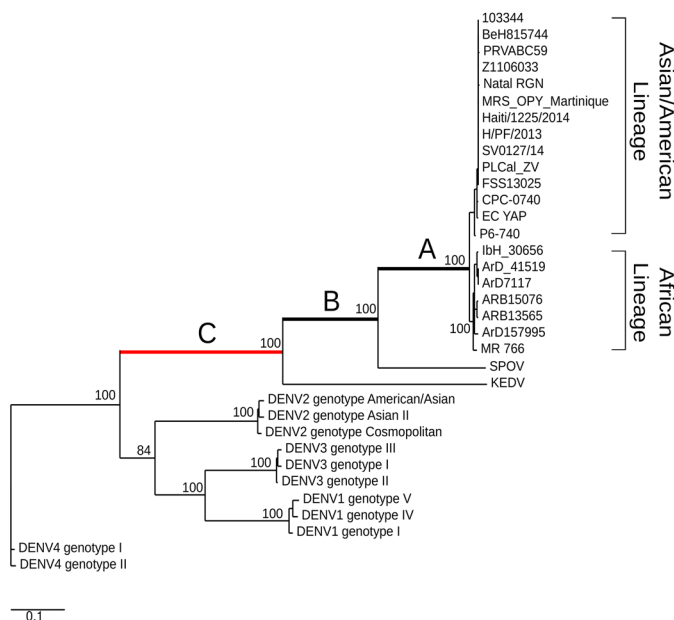 103344
BeH815744
PRVABC59
Z1106033
Natal RGN
MRS_OPY_Martinique
Haiti/1225/2014
H/PF/2013
SV0127/14
PLCal_ZV
FSS13025
CPC-0740
EC YAP
P6-740
Asian/American
Lineage
A
100
IbH_30656
ArD_41519
ArD7117
ARB15076
ARB13565
ArD157995
MR 766
100
African
Lineage
B
100
SPOV
C
100
KEDV
100
DENV2 genotype American/Asian
100
DENV2 genotype Asian II
DENV2 genotype Cosmopolitan
84
DENV3 genotype III
100
DENV3 genotype I
DENV3 genotype II
100
DENV1 genotype V
100
DENV1 genotype IV
DENV1 genotype I
DENV4 genotype I
DENV4 genotype II
0.1